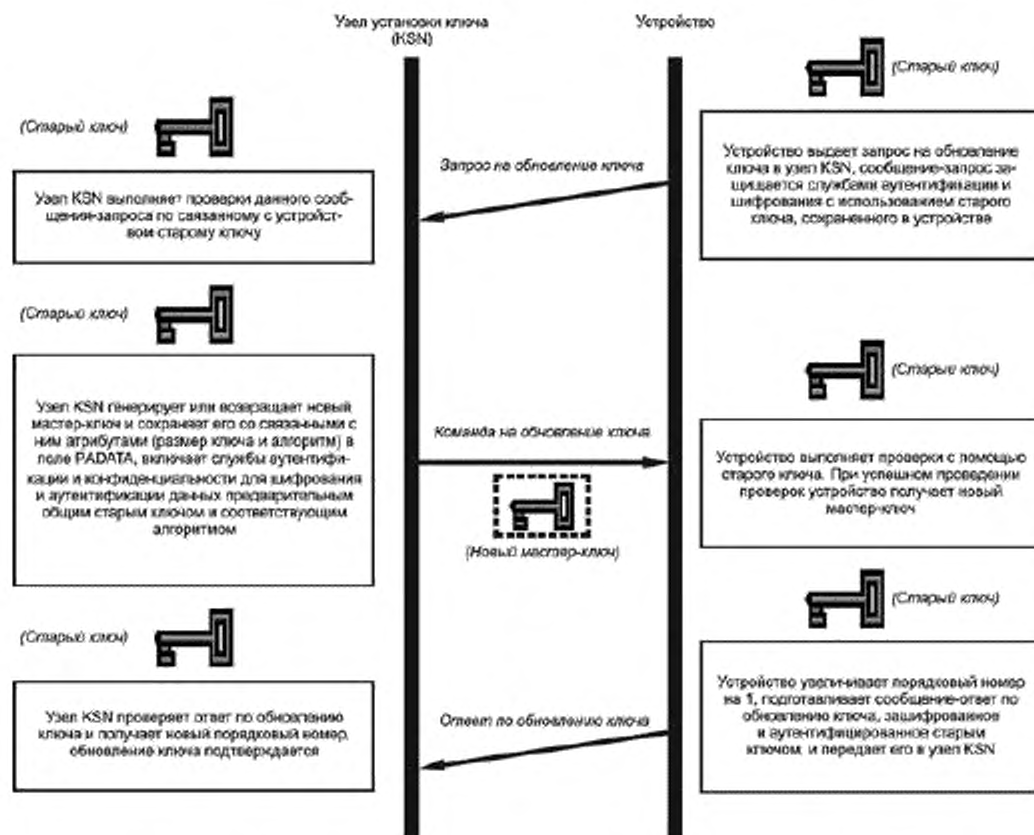 Узел установки ключа
(KSN)
Устройство
(Старый ключ)
(Старый ключ)
Запрос на обновление ключа
Устройство выдает запрос на обновление
ключа в узел KSN, сообщение-запрос за-
щищается службами аутентификации и
шифрования с использованием старого
ключа, сохраненного в устройстве
Узел KSN выполняет проверки данного сооб-
щения-запроса по связанному с устройст-
вом старому ключу
(Старый ключ)
(Старый ключ)
Узел KSN генерирует или возвращает новый
мастер-ключ и сохраняет его со связанными с
ним атрибутами (размер ключа и алгоритм) в
поле PADATA, включает службы аутентифи-
кации и конфиденциальности для шифрования
и аутентификации данных предварительным
общим старым ключом и соответствующим
алгоритмом
Команда на обновление ключа
(Новый мастер-ключ)
Устройство выполняет проверки с помощью
старого ключа. При успешном проведении
проверок устройство получает новый
мастер-ключ
(Старый ключ)
(Старый ключ)
Узел KSN проверяет ответ по обновлению
ключа и получает новый порядковый номер,
обновление ключа подтверждается
Ответ по обновлению ключа
Устройство увеличивает порядковый номер
на 1, подготавливает сообщение-ответ по
обновлению ключа, зашифрованное
и аутентифицированное старым
ключом, и передает его в узел KSN